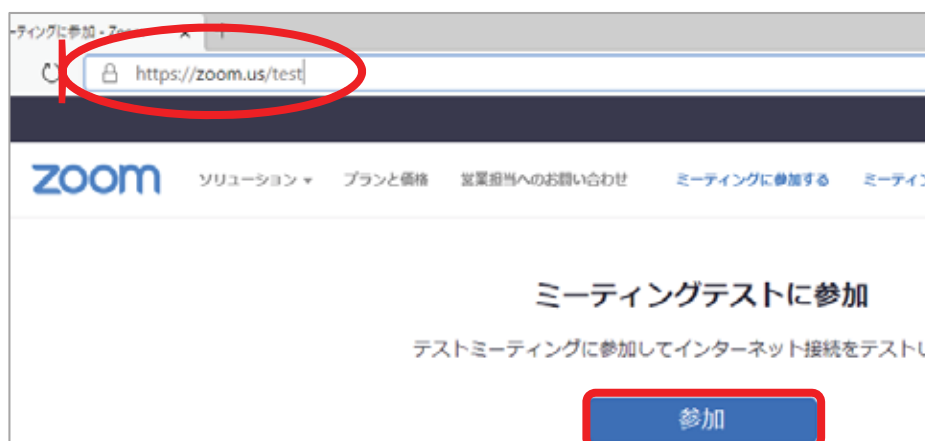 ーティングに参加 - Zoom
https://zoom.us/test
zoom
ソリューション プランと価格 営業担当へのお問い合わせ ミーティングに参加する ミーティン
ミーティングテストに参加
テストミーティングに参加してインターネット接続をテストし
参加